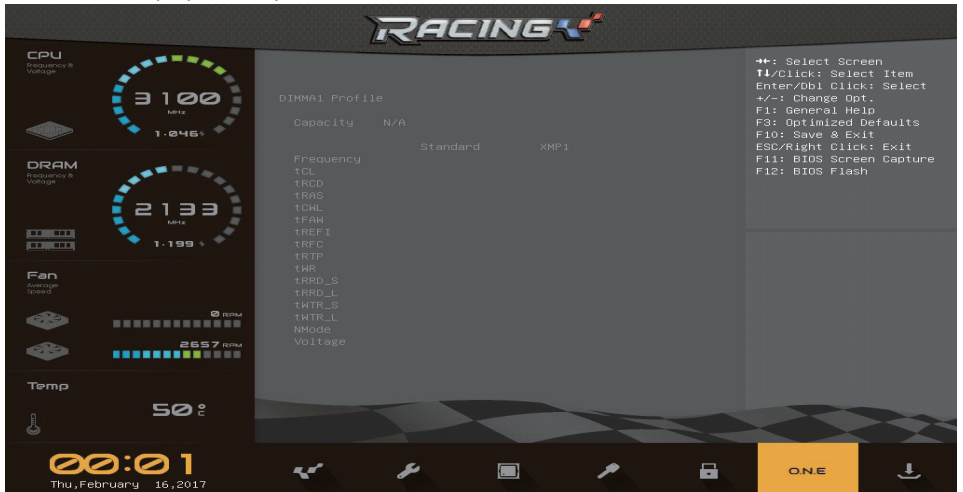 RACING
CPU
Frequency &
Voltage
3100
MHz
1.046
DRAM
Frequency &
Voltage
2133
MHz
1.199
Fan
Average
Speed
0 RPM
2657 RPM
Temp
50 °C
00:01
Thu,February 16,2017
DIMMA1 Profile
Capacity N/A
Standard XMP1
Frequency
tCL
tRCD
tRAS
tCWL
tFAW
tREFI
tRFC
tRTP
tWR
tRRD_S
tRRD_L
tWTR_S
tWTR_L
NMode
Voltage
→←: Select Screen
↑↓/Click: Select Item
Enter/Dbl Click: Select
+/-: Change Opt.
F1: General Help
F3: Optimized Defaults
F10: Save & Exit
ESC/Right Click: Exit
F11: BIOS Screen Capture
F12: BIOS Flash
O.N.E